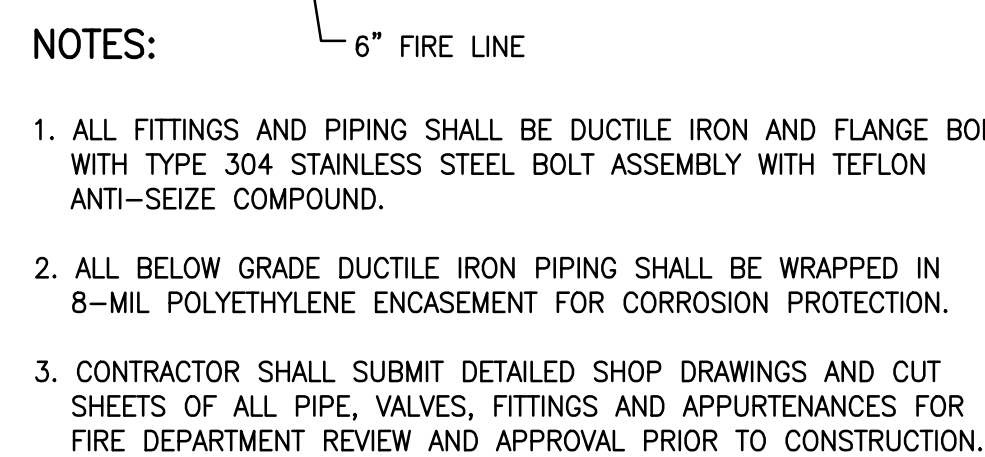 NOTES:
6" FIRE LINE
1. ALL FITTINGS AND PIPING SHALL BE DUCTILE IRON AND FLANGE
WITH TYPE 304 STAINLESS STEEL BOLT ASSEMBLY WITH TEFLON
ANTI-SEIZE COMPOUND.
2. ALL BELOW GRADE DUCTILE IRON PIPING SHALL BE WRAPPED IN
8-MIL POLYETHYLENE ENCASEMENT FOR CORROSION PROTECTION.
3. CONTRACTOR SHALL SUBMIT DETAILED SHOP DRAWINGS AND CUT
SHEETS OF ALL PIPE, VALVES, FITTINGS AND APPURTENANCES FOR
FIRE DEPARTMENT REVIEW AND APPROVAL PRIOR TO CONSTRUCTION.